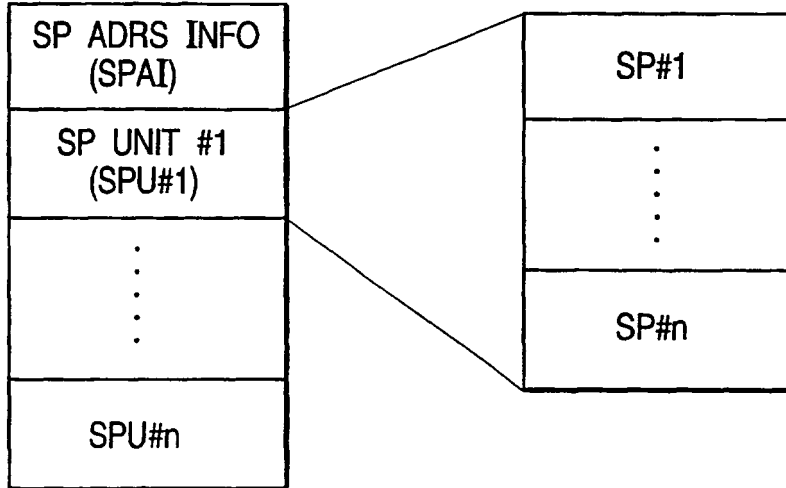 SP ADRS INFO
(SPAI)
SP UNIT #1
(SPU#1)
SPU#n
SP#1
SP#n